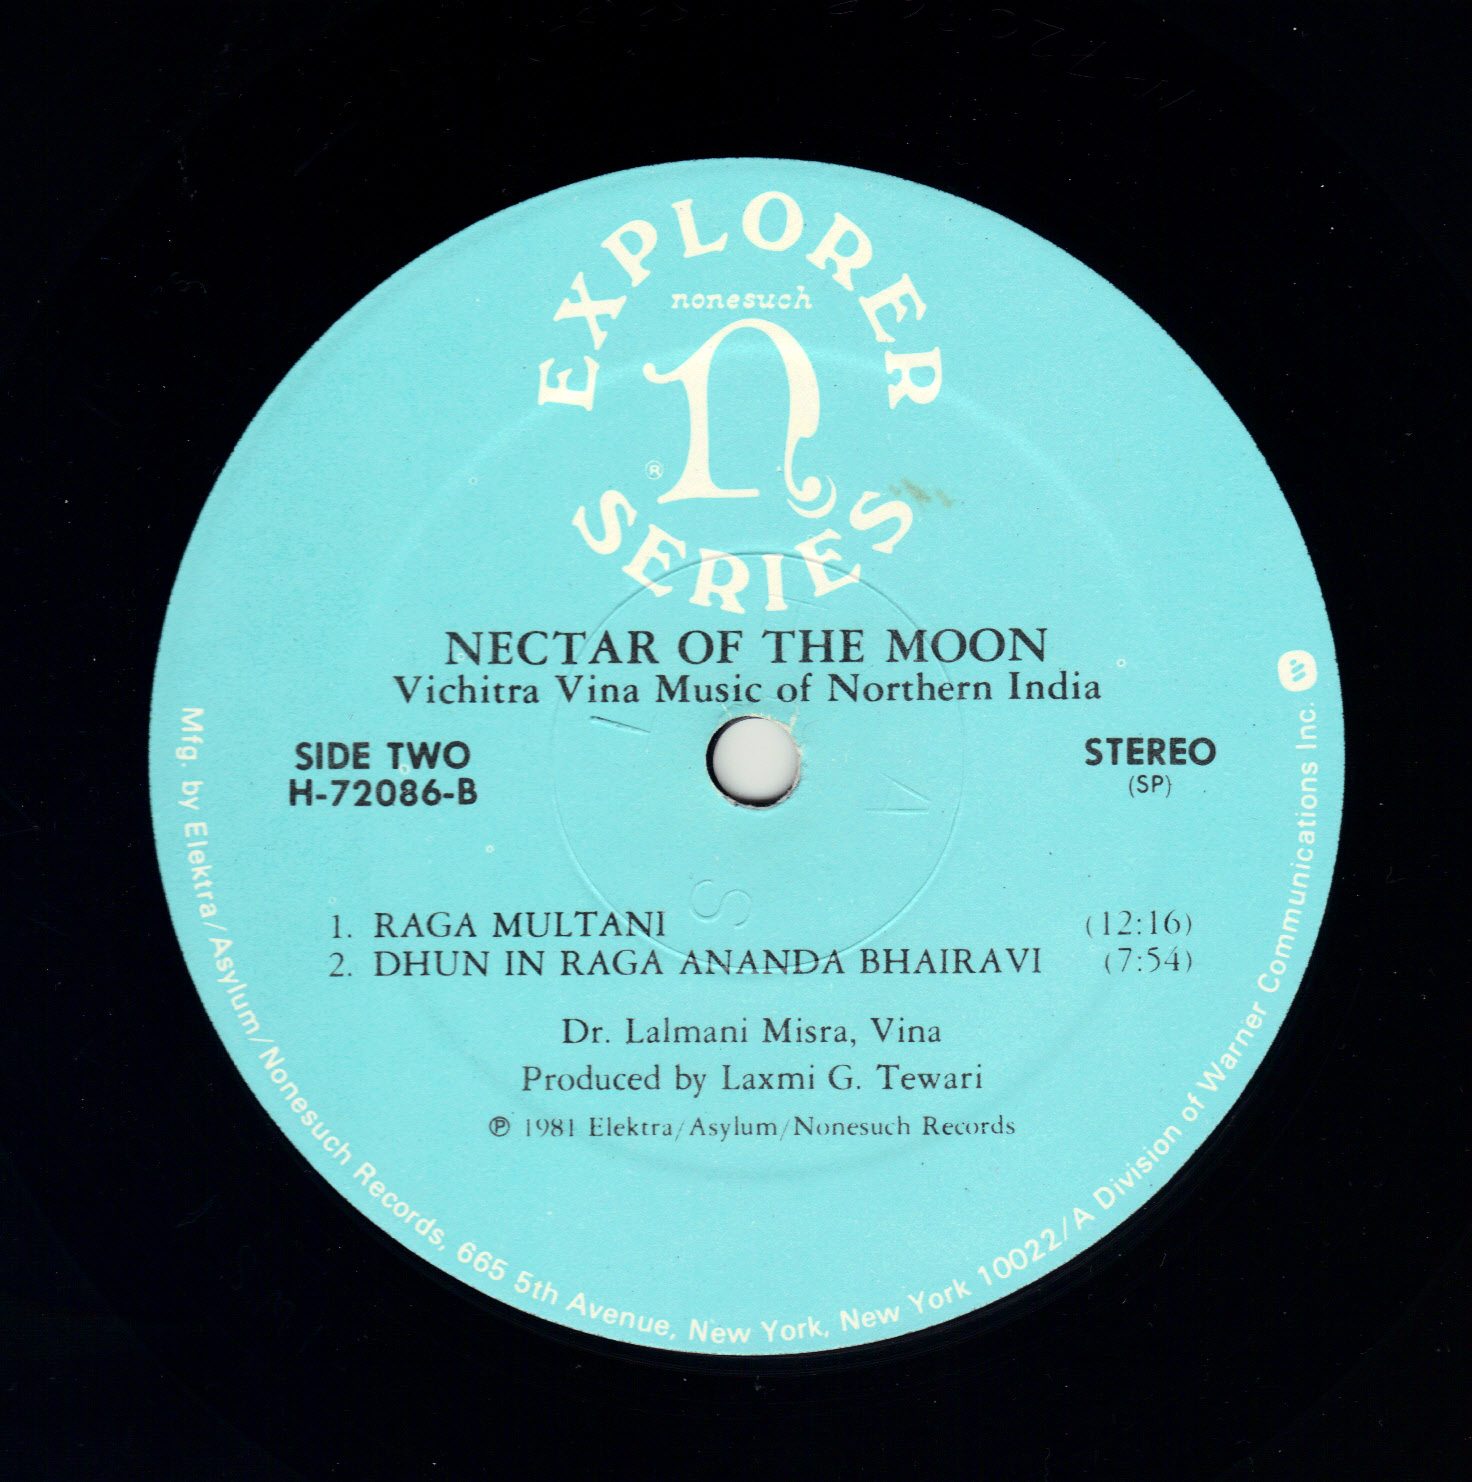 EXPLORER
nonesuch
n
®
SERIES
NECTAR OF THE MOON
Vichitra Vina Music of Northern India
SIDE TWO
H-72086-B
STEREO
(SP)
1. RAGA MULTANI (12:16)
2. DHUN IN RAGA ANANDA BHAIRAVI (7:54)
Dr. Lalmani Misra, Vina
Produced by Laxmi G. Tewari
℗ 1981 Elektra/Asylum/Nonesuch Records
Mfg. by Elektra/Asylum/Nonesuch Records, 665 5th Avenue, New York, New York 10022/A Division of Warner Communications Inc.